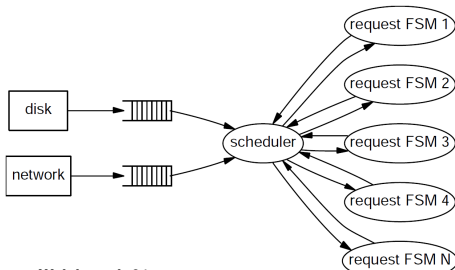 request FSM 1
request FSM 2
disk
scheduler
request FSM 3
network
request FSM 4
request FSM N